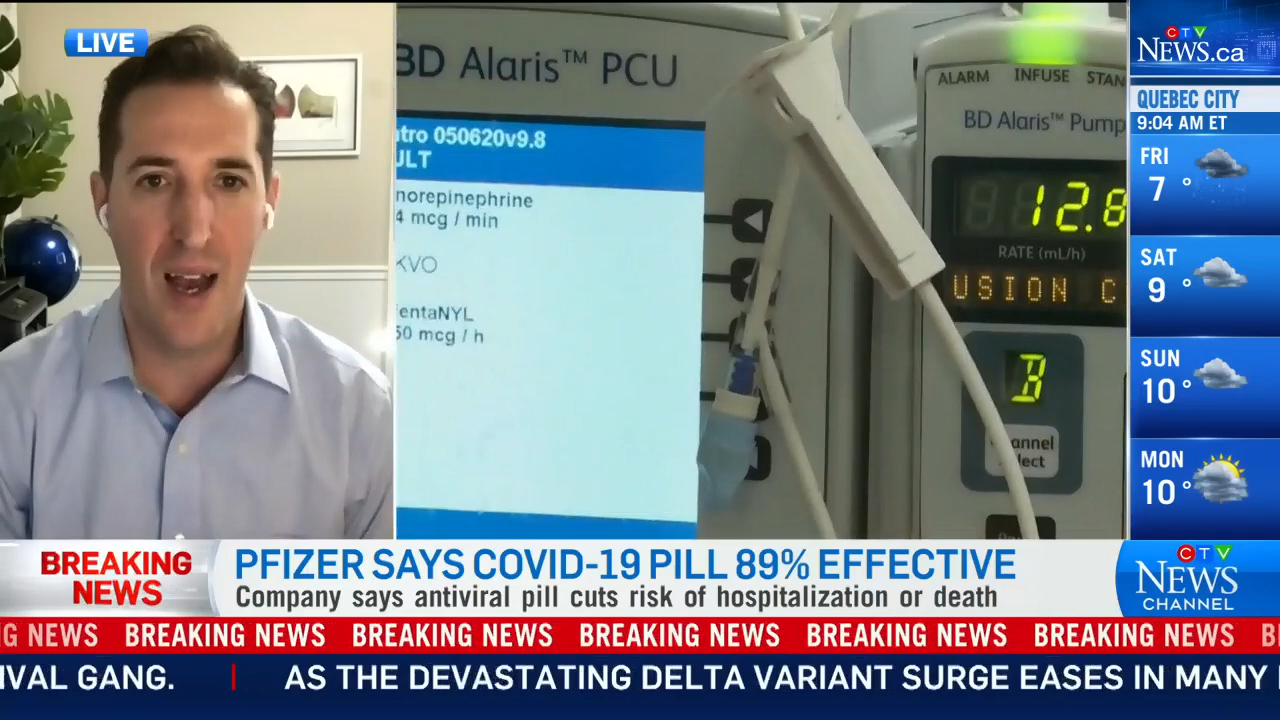 LIVE
BD Alaris™ PCU
050620v9.8
norepinephrine
4 mcg / min
KVO
50 mcg / h
ALARM INFUSE
BD Alaris™ Pump
12.8
RATE (mL/h)
USION C
B
CTV
NEWS.ca
QUEBEC CITY
9:04 AM ET
FRI
7°
SAT
9°
SUN
10°
MON
10°
BREAKING
NEWS
PFIZER SAYS COVID-19 PILL 89% EFFECTIVE
Company says antiviral pill cuts risk of hospitalization or death
CTV
NEWS
CHANNEL
G NEWS BREAKING NEWS BREAKING NEWS BREAKING NEWS BREAKING NEWS BREAKING NEWS B
IVAL GANG. | AS THE DEVASTATING DELTA VARIANT SURGE EASES IN MANY